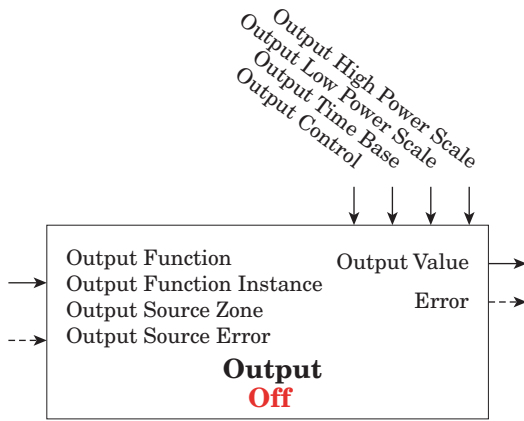 Output High Power Scale
Output Low Power Scale
Output Time Base
Output Control
Output Function
Output Function Instance
Output Source Zone
Output Source Error
Output Value
Error
Output
Off